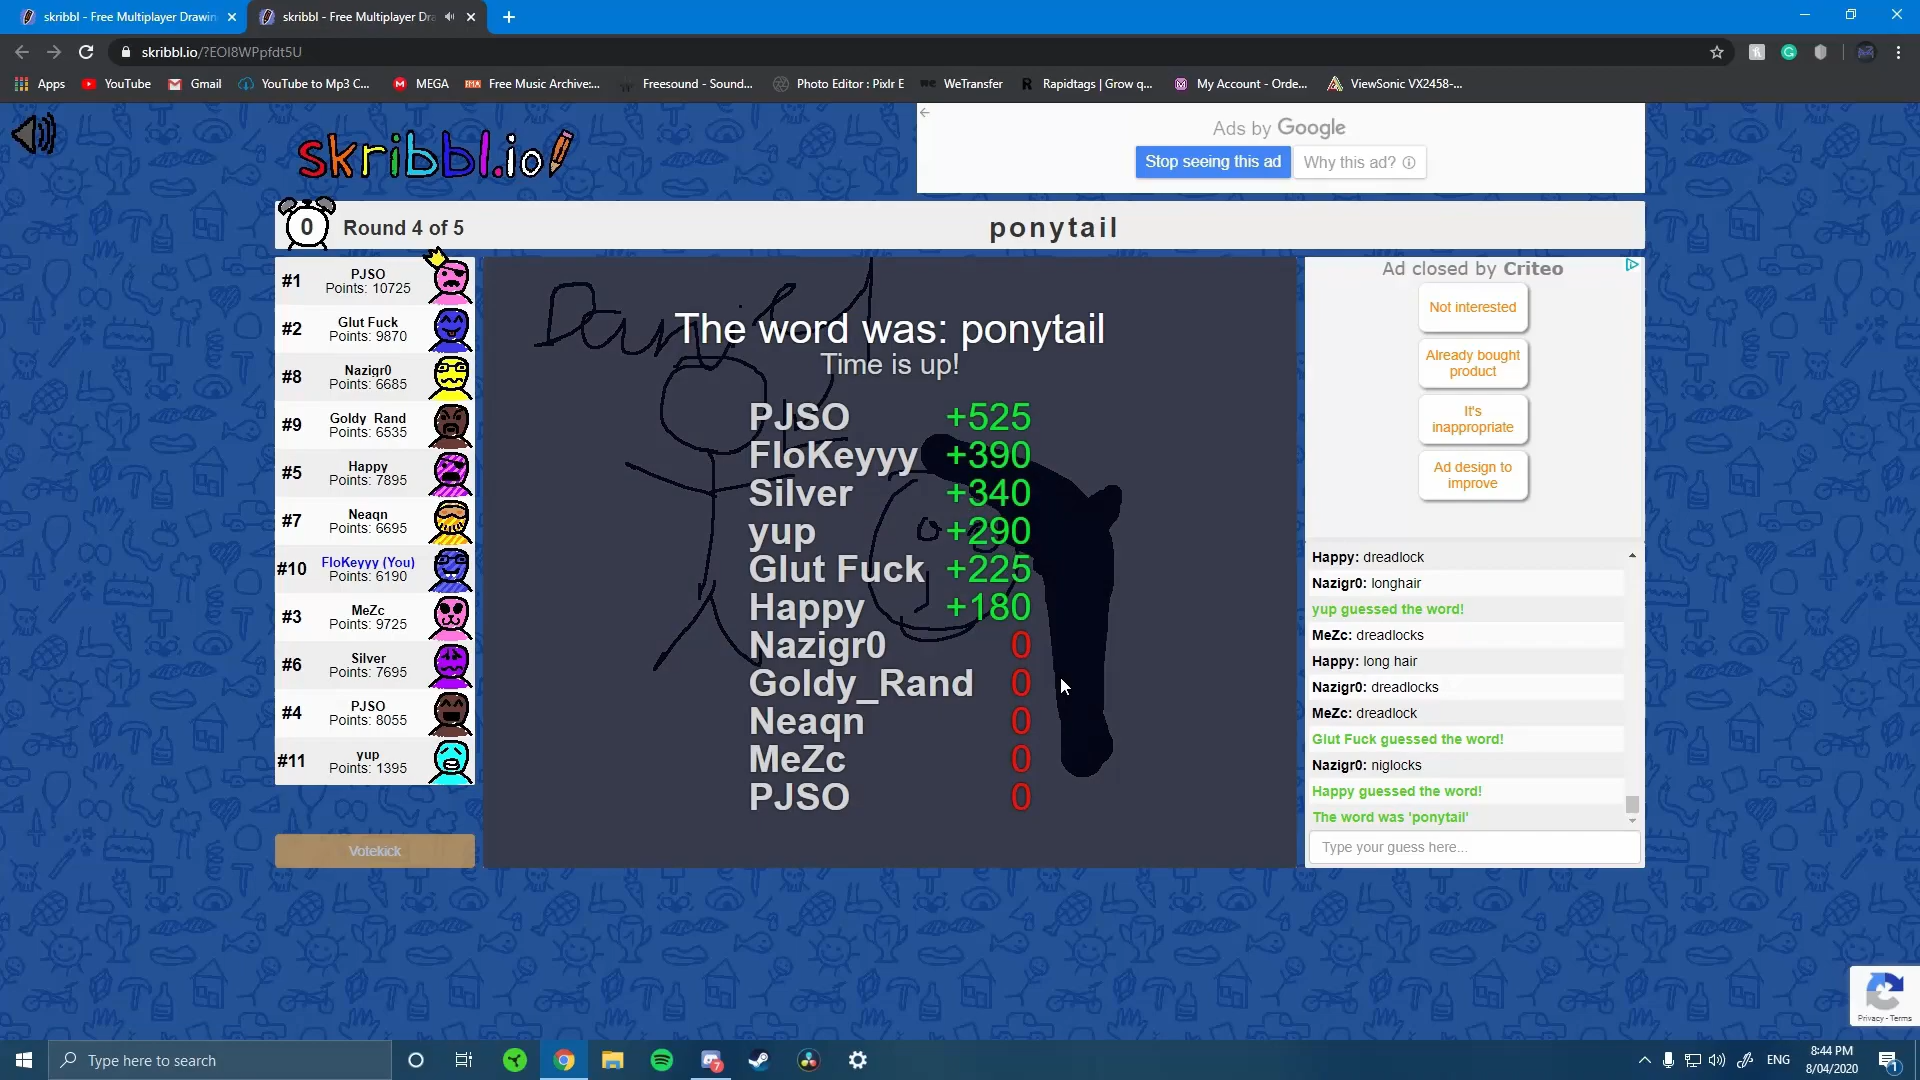 skribbl - Free Multiplayer Drawin
skribbl - Free Multiplayer Dra
skribbl.io/?EOI8WPpfdt5U
Apps
YouTube
Gmail
YouTube to Mp3 C...
MEGA
FMA
Free Music Archive:...
Freesound - Sound...
Photo Editor : Pixlr E
we
WeTransfer
R
Rapidtags | Grow q...
My Account - Orde...
ViewSonic VX2458-...
skribbl.io
Ads by Google
Stop seeing this ad
Why this ad?
0
Round 4 of 5
ponytail
#1
PJSO
Points: 10725
#2
Glut Fuck
Points: 9870
#8
Nazigr0
Points: 6685
#9
Goldy_Rand
Points: 6535
#5
Happy
Points: 7895
#7
Neaqn
Points: 6695
#10
FloKeyyy (You)
Points: 6190
#3
MeZc
Points: 9725
#6
Silver
Points: 7695
#4
PJSO
Points: 8055
#11
yup
Points: 1395
Votekick
Daniel
The word was: ponytail
Time is up!
PJSO +525
FloKeyyy +390
Silver +340
yup +290
Glut Fuck +225
Happy +180
Nazigr0 0
Goldy_Rand 0
Neaqn 0
MeZc 0
PJSO 0
Ad closed by Criteo
Not interested
Already bought
product
It's
inappropriate
Ad design to
improve
Happy: dreadlock
Nazigr0: longhair
yup guessed the word!
MeZc: dreadlocks
Happy: long hair
Nazigr0: dreadlocks
MeZc: dreadlock
Glut Fuck guessed the word!
Nazigr0: niglocks
Happy guessed the word!
The word was 'ponytail'
Type your guess here...
Privacy - Terms
Type here to search
7
ENG
8:44 PM
8/04/2020
1